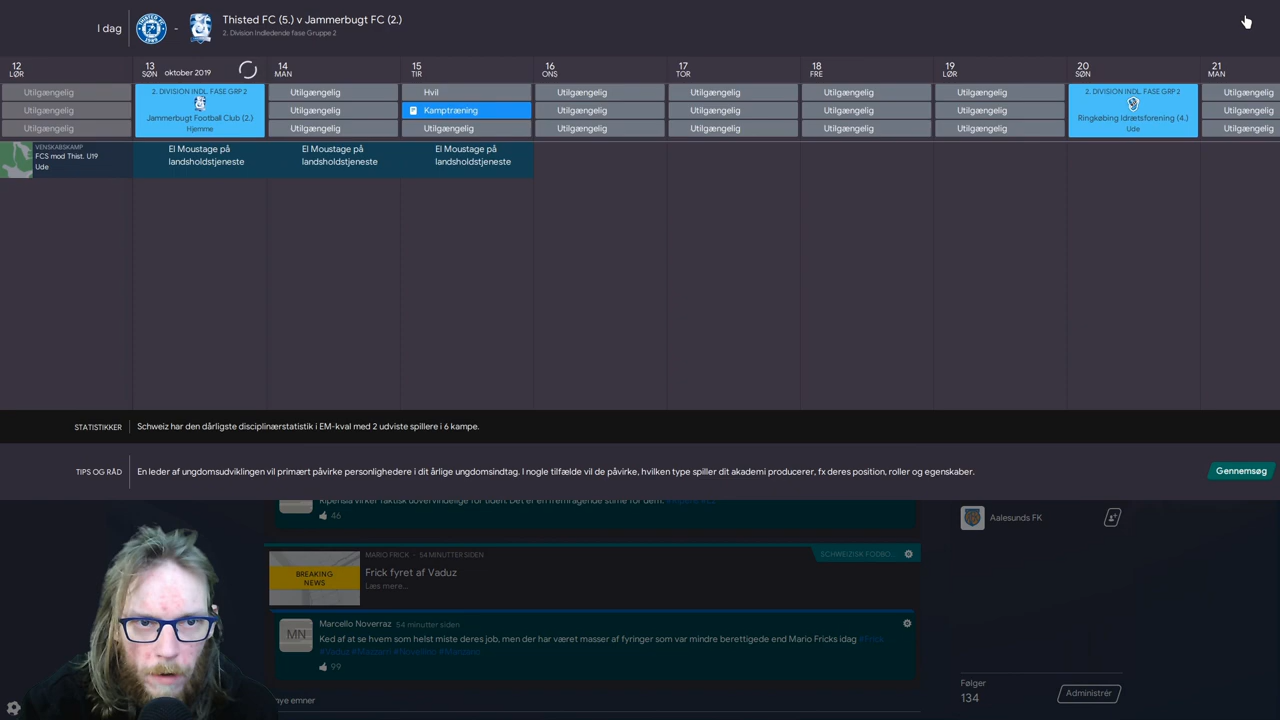 I dag
Thisted FC (5.) v Jammerbugt FC (2.)
2. Division Indledende fase Gruppe 2
12
LØR
13
SØN
oktober 2019
14
MAN
15
TIR
16
ONS
17
TOR
18
FRE
19
LØR
20
SØN
21
MAN
Utilgængelig
Utilgængelig
Utilgængelig
2. DIVISION INDL. FASE GRP 2
Jammerbugt Football Club (2.)
Hjemme
Utilgængelig
Utilgængelig
Utilgængelig
Hvil
Kamptræning
Utilgængelig
Utilgængelig
Utilgængelig
Utilgængelig
Utilgængelig
Utilgængelig
Utilgængelig
Utilgængelig
Utilgængelig
Utilgængelig
Utilgængelig
Utilgængelig
Utilgængelig
2. DIVISION INDL. FASE GRP 2
Ringkøbing Idrætsforening (4.)
Ude
Utilgængelig
Utilgængelig
Utilgængelig
VENSKABSKAMP
FCS mod Thist. U19
Ude
El Moustage på
landsholdstjeneste
El Moustage på
landsholdstjeneste
El Moustage på
landsholdstjeneste
STATISTIKKER
Schweiz har den dårligste disciplinærstatistik i EM-kval med 2 udviste spillere i 6 kampe.
TIPS OG RÅD
En leder af ungdomsudviklingen vil primært påvirke personlighedere i dit årlige ungdomsindtag. I nogle tilfælde vil de påvirke, hvilken type spiller dit akademi producerer, fx deres position, roller og egenskaber.
Gennemsøg
46
Aalesunds FK
MARIO FRICK - 54 MINUTTER SIDEN
SCHWEIZISK FODBO...
BREAKING
NEWS
Frick fyret af Vaduz
Læs mere...
MN
Marcello Noverraz 54 minutter siden
Ked af at se hvem som helst miste deres job, men der har været masser af fyringer som var mindre berettigede end Mario Fricks idag #Frick
99
nye emner
Følger
134
Administrér